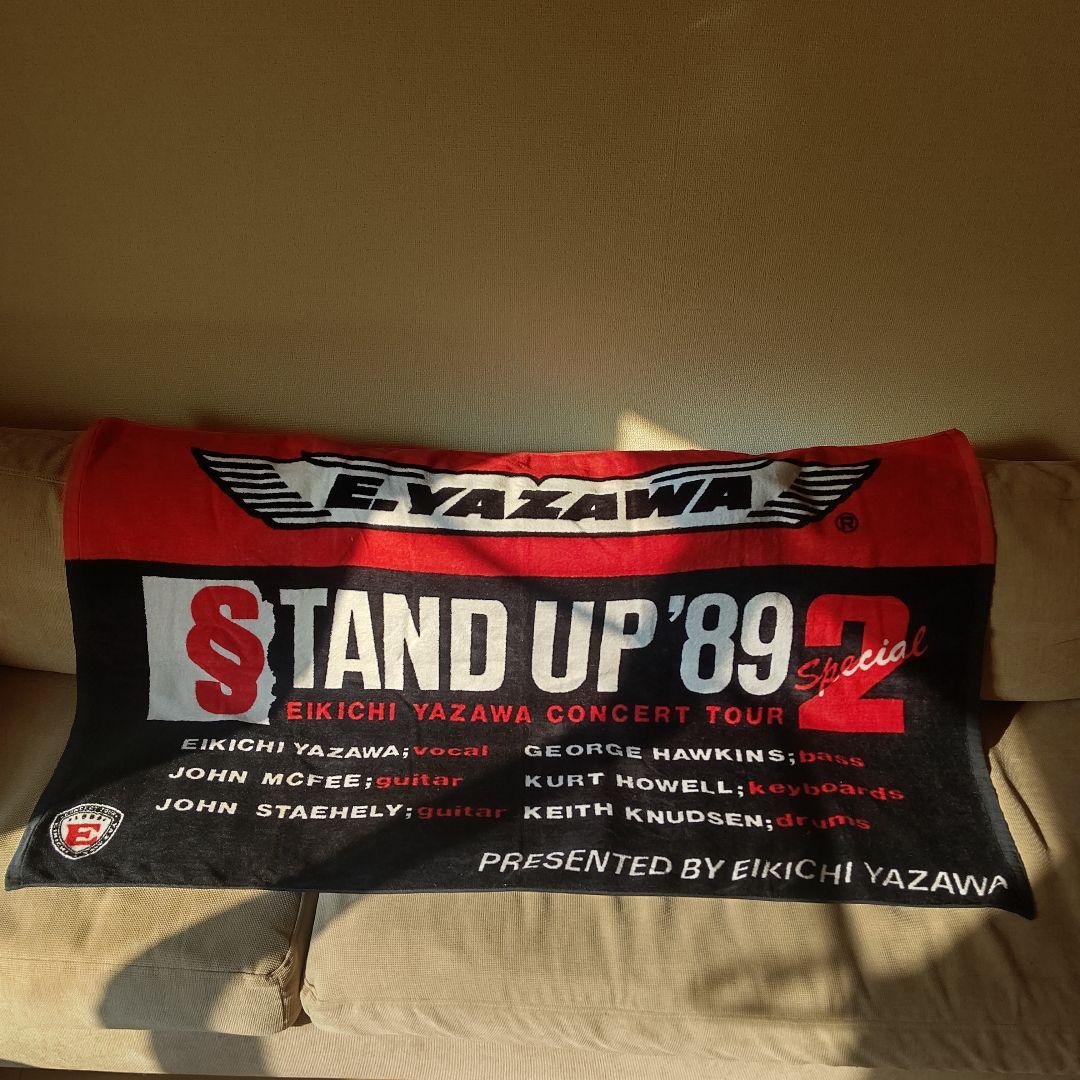 E.YAZAWA
®
STAND UP '89 2
Special
EIKICHI YAZAWA CONCERT TOUR
EIKICHI YAZAWA;vocal
GEORGE HAWKINS;bass
JOHN MCFEE;guitar
KURT HOWELL;keyboards
JOHN STAEHELY;guitar
KEITH KNUDSEN;drums
E
PRESENTED BY EIKICHI YAZAWA